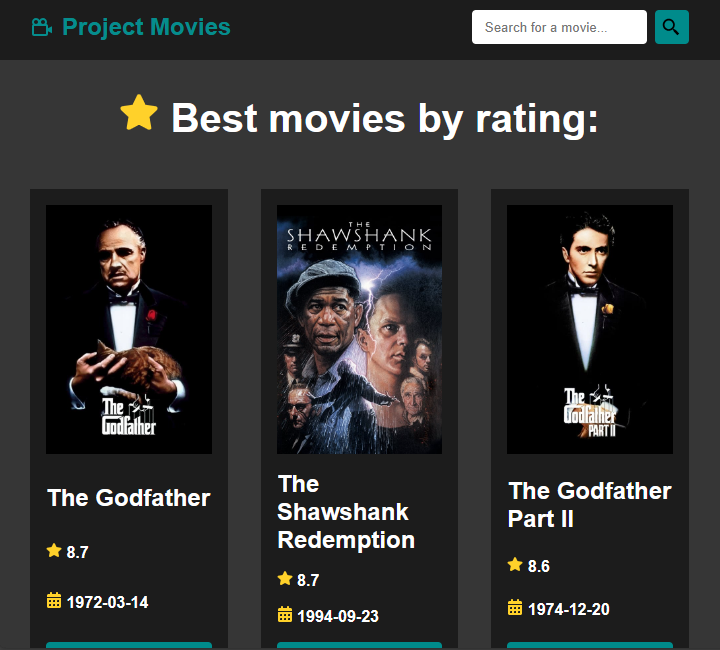 Project Movies
Search for a movie...
Best movies by rating:
The
Godfather
The Godfather
8.7
1972-03-14
THE
SHAWSHANK
REDEMPTION
The
Shawshank
Redemption
8.7
1994-09-23
The
Godfather
PART II
The Godfather
Part II
8.6
1974-12-20